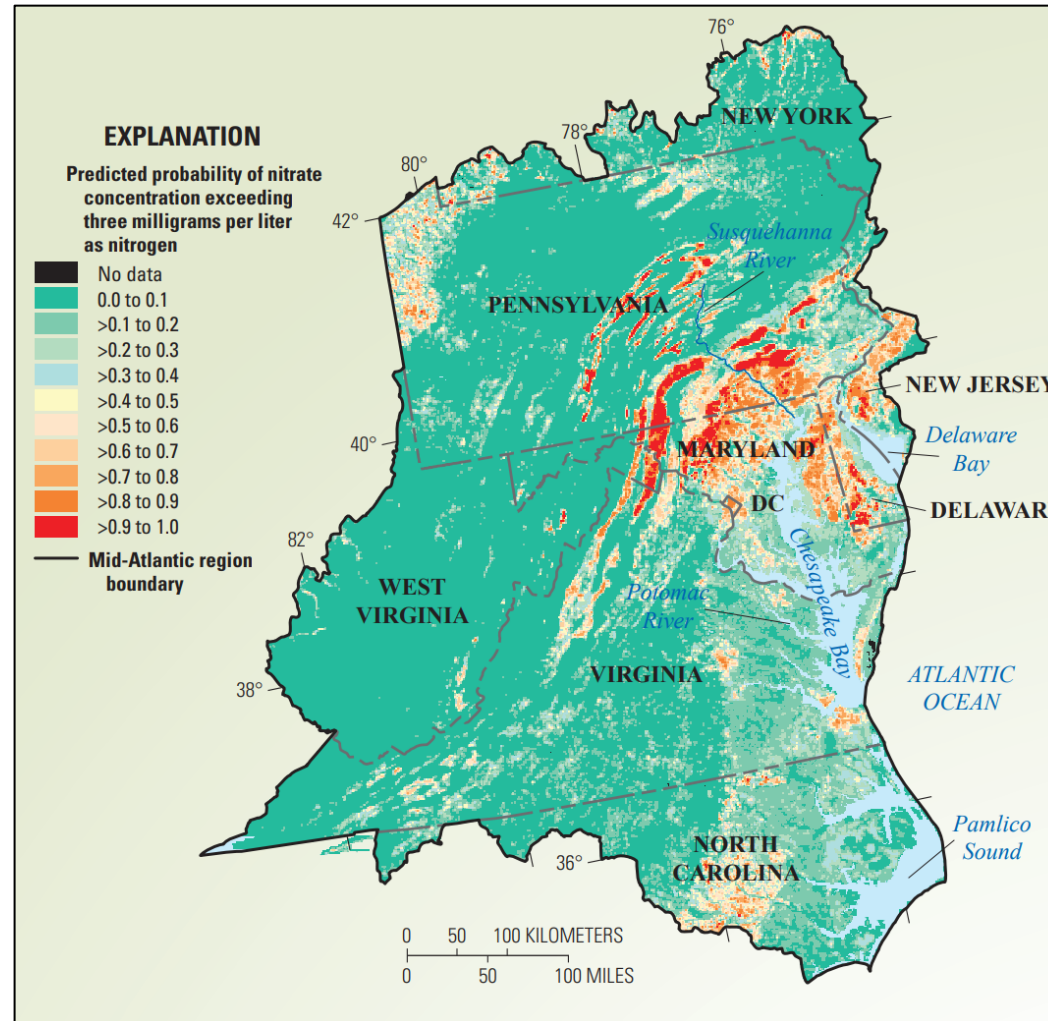 EXPLANATION
Predicted probability of nitrate
concentration exceeding
three milligrams per liter
as nitrogen
No data
0.0 to 0.1
>0.1 to 0.2
>0.2 to 0.3
>0.3 to 0.4
>0.4 to 0.5
>0.5 to 0.6
>0.6 to 0.7
>0.7 to 0.8
>0.8 to 0.9
>0.9 to 1.0
Mid-Atlantic region
boundary
76°
78°
80°
42°
40°
82°
38°
36°
NEW YORK
Susquehanna
River
PENNSYLVANIA
NEW JERSEY
MARYLAND
Delaware
Bay
DC
DELAWAR
Chesapeake Bay
WEST
VIRGINIA
Potomac
River
VIRGINIA
ATLANTIC
OCEAN
NORTH
CAROLINA
Pamlico
Sound
0 50 100 KILOMETERS
0 50 100 MILES